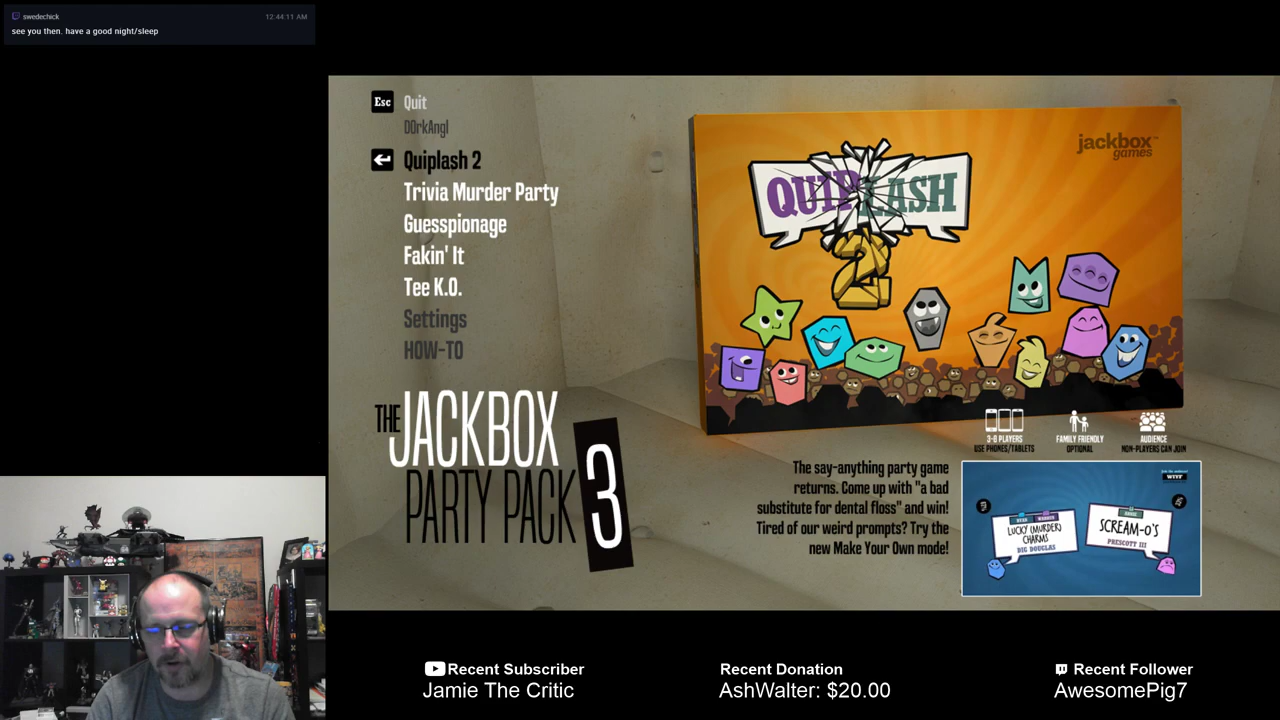 swedechick
12:44:11 AM
see you then. have a good night/sleep
Esc
Quit
D0rkAngl
Quiplash 2
Trivia Murder Party
Guesspionage
Fakin' It
Tee K.O.
Settings
HOW-TO
THE JACKBOX
PARTY PACK 3
jackbox games
QUIPLASH
2
3-8 PLAYERS
USE PHONES/TABLETS
FAMILY FRIENDLY
OPTIONAL
AUDIENCE
NON-PLAYERS CAN JOIN
The say-anything party game
returns. Come up with "a bad
substitute for dental floss" and win!
Tired of our weird prompts? Try the
new Make Your Own mode!
LUCKY (MURDER)
CHARMS
DIG DOUGLAS
SCREAM-O'S
PRESCOTT III
Recent Subscriber
Jamie The Critic
Recent Donation
AshWalter: $20.00
Recent Follower
AwesomePig7